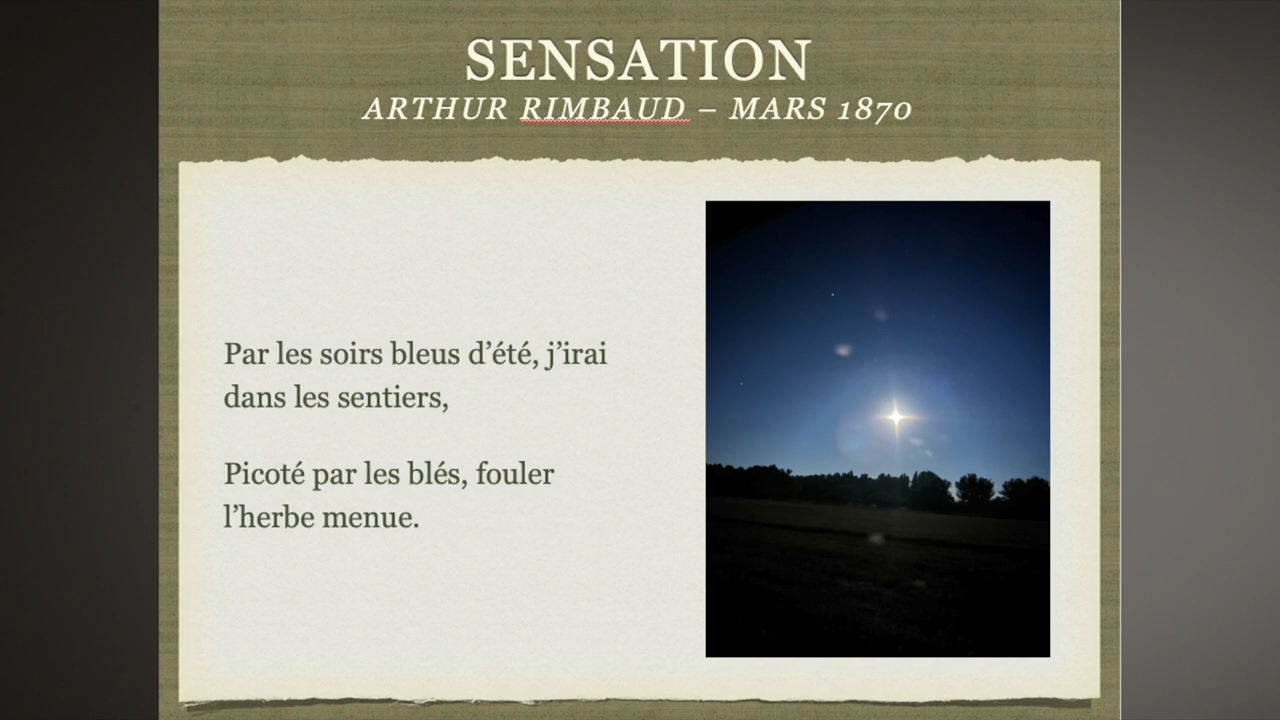 SENSATION
ARTHUR RIMBAUD – MARS 1870
Par les soirs bleus d’été, j’irai
dans les sentiers,
Picoté par les blés, fouler
l’herbe menue.